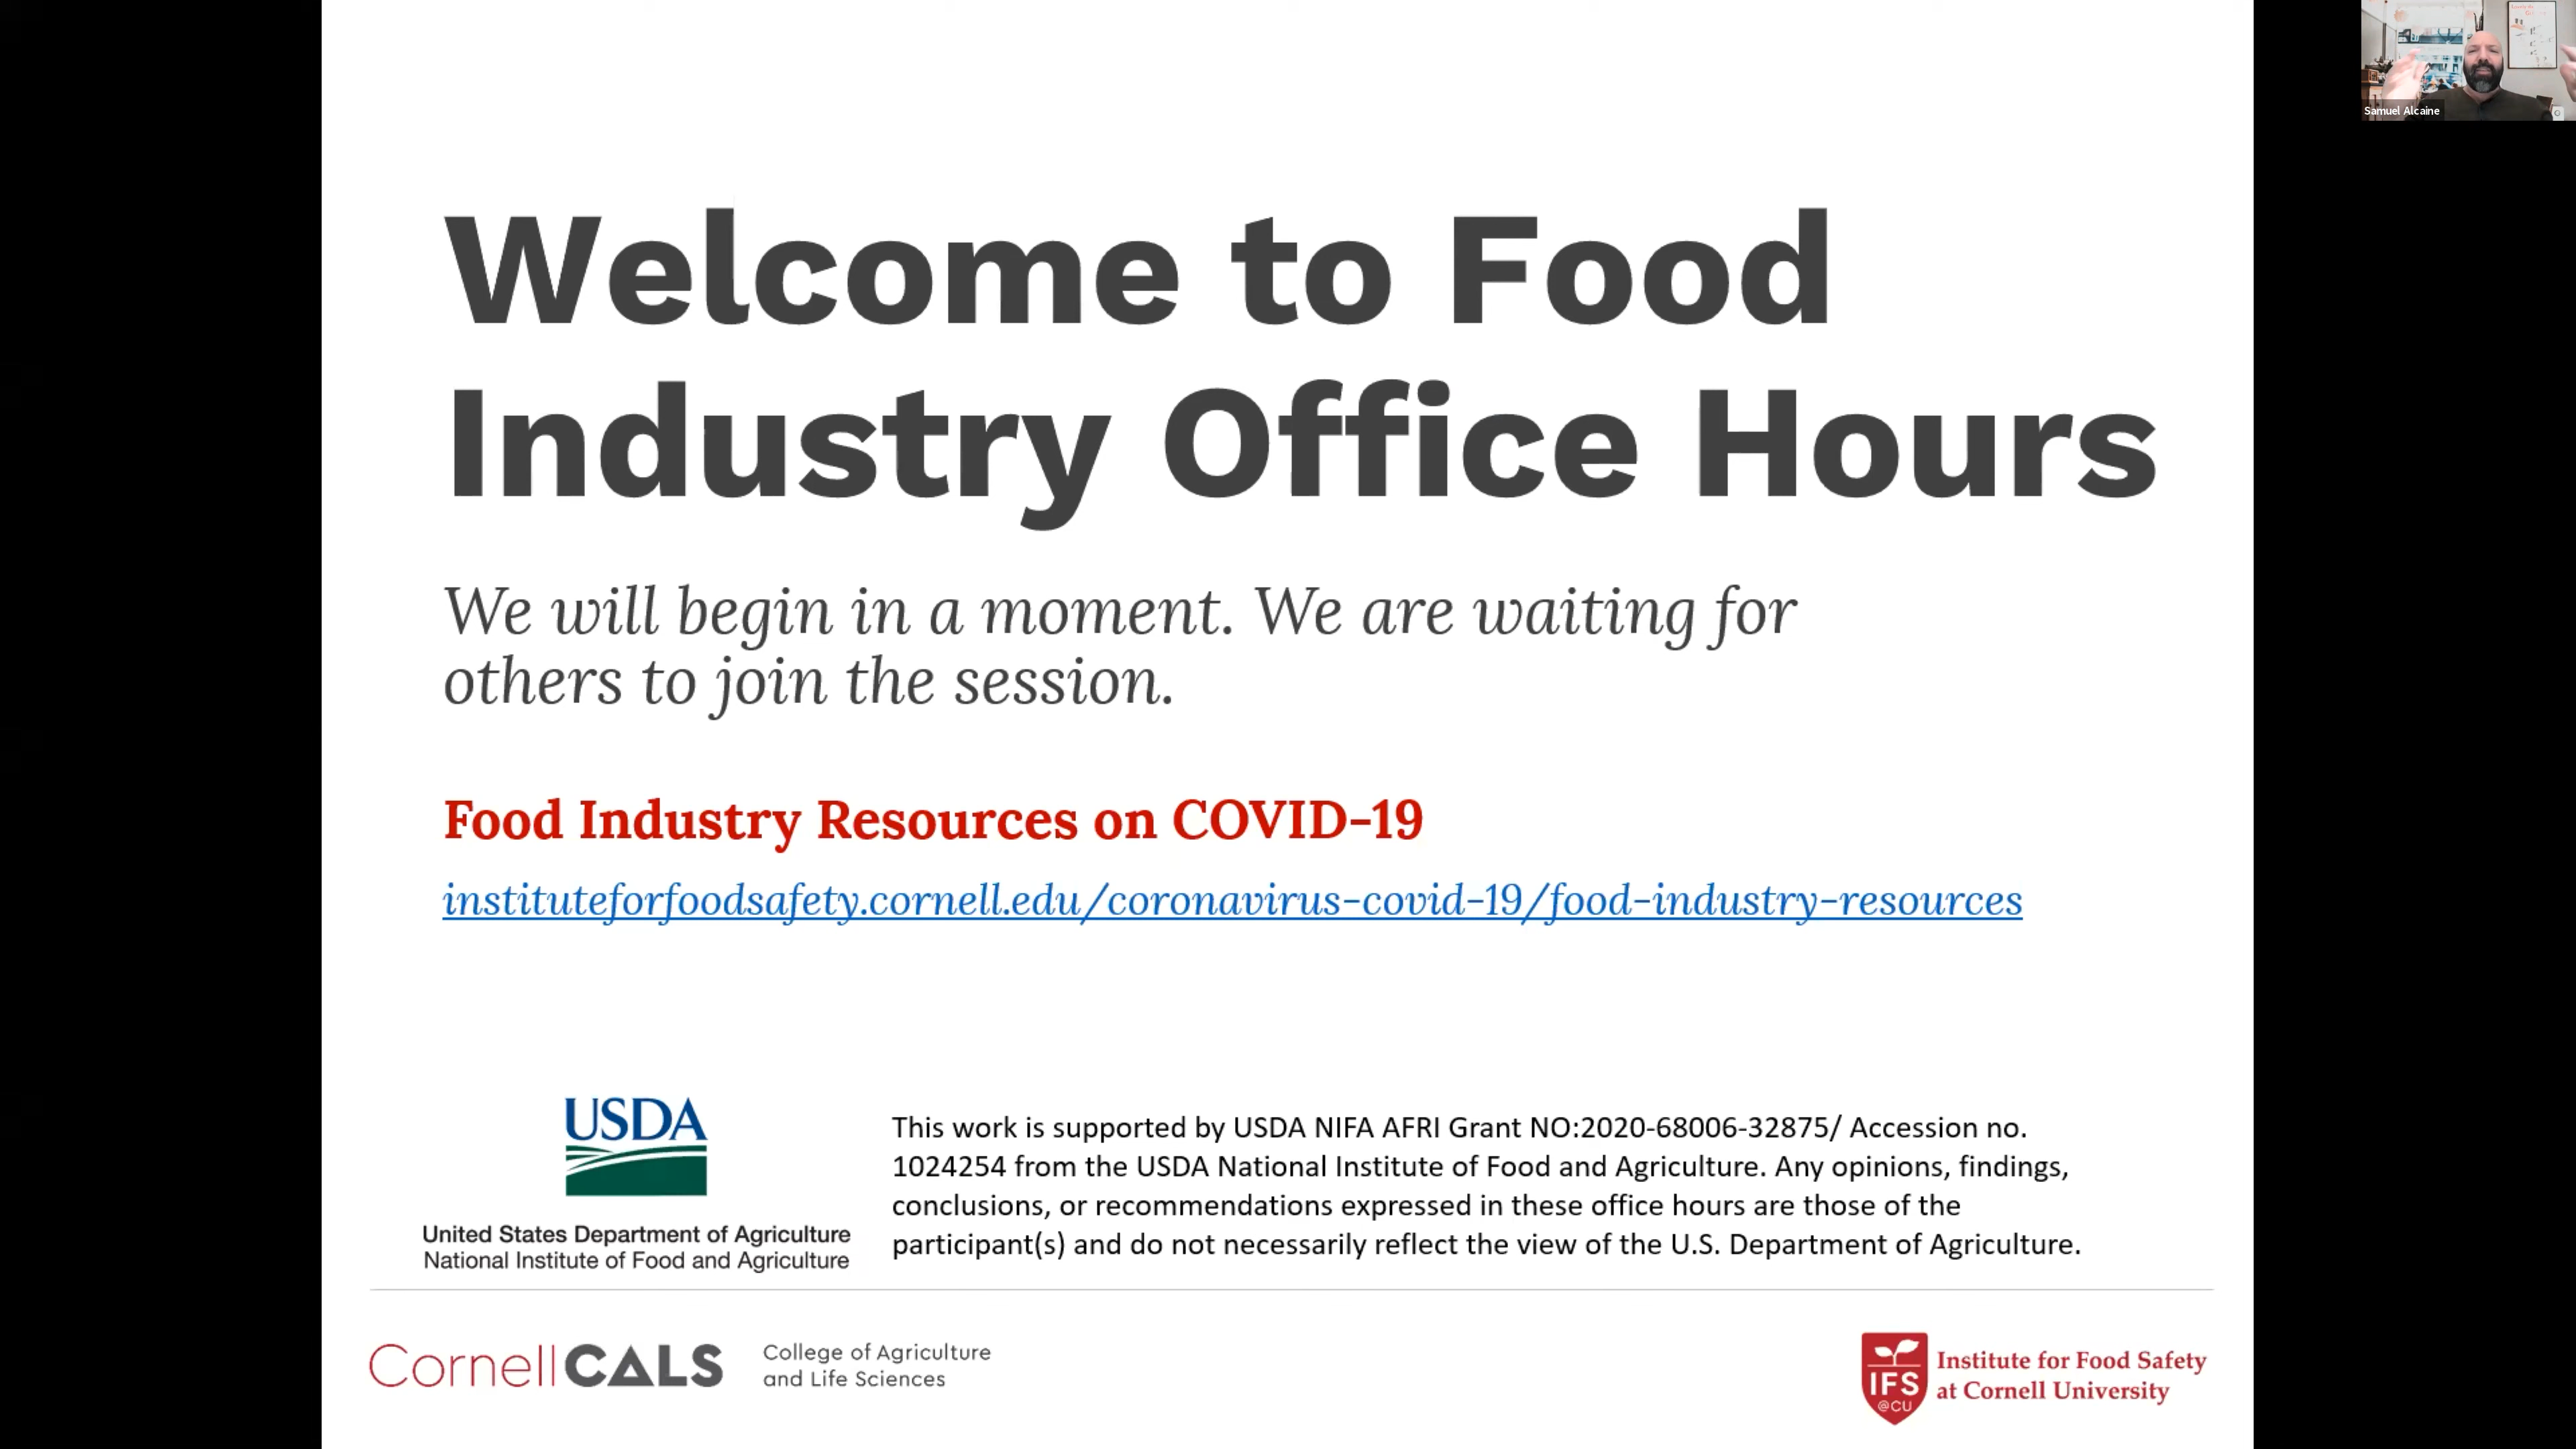 Welcome to Food
Industry Office Hours
We will begin in a moment. We are waiting for
others to join the session.
Food Industry Resources on COVID-19
instituteforfoodsafety.cornell.edu/coronavirus-covid-19/food-industry-resources
USDA
United States Department of Agriculture
National Institute of Food and Agriculture
This work is supported by USDA NIFA AFRI Grant NO:2020-68006-32875/ Accession no.
1024254 from the USDA National Institute of Food and Agriculture. Any opinions, findings,
conclusions, or recommendations expressed in these office hours are those of the
participant(s) and do not necessarily reflect the view of the U.S. Department of Agriculture.
CornellCALS
College of Agriculture
and Life Sciences
IFS
@CU
Institute for Food Safety
at Cornell University
Samuel Alcaine